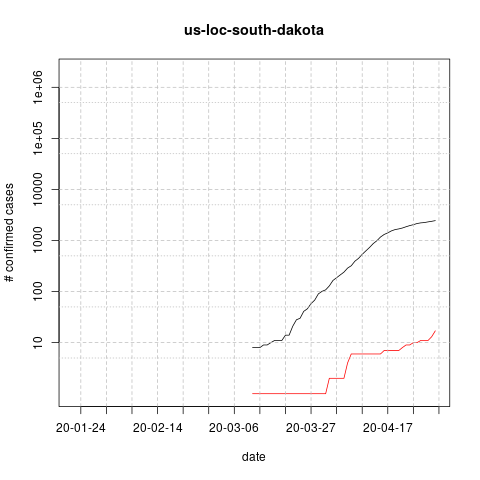 us-loc-south-dakota
# confirmed cases
1e+06
1e+05
10000
1000
100
10
20-01-24 20-02-14 20-03-06 20-03-27 20-04-17
date